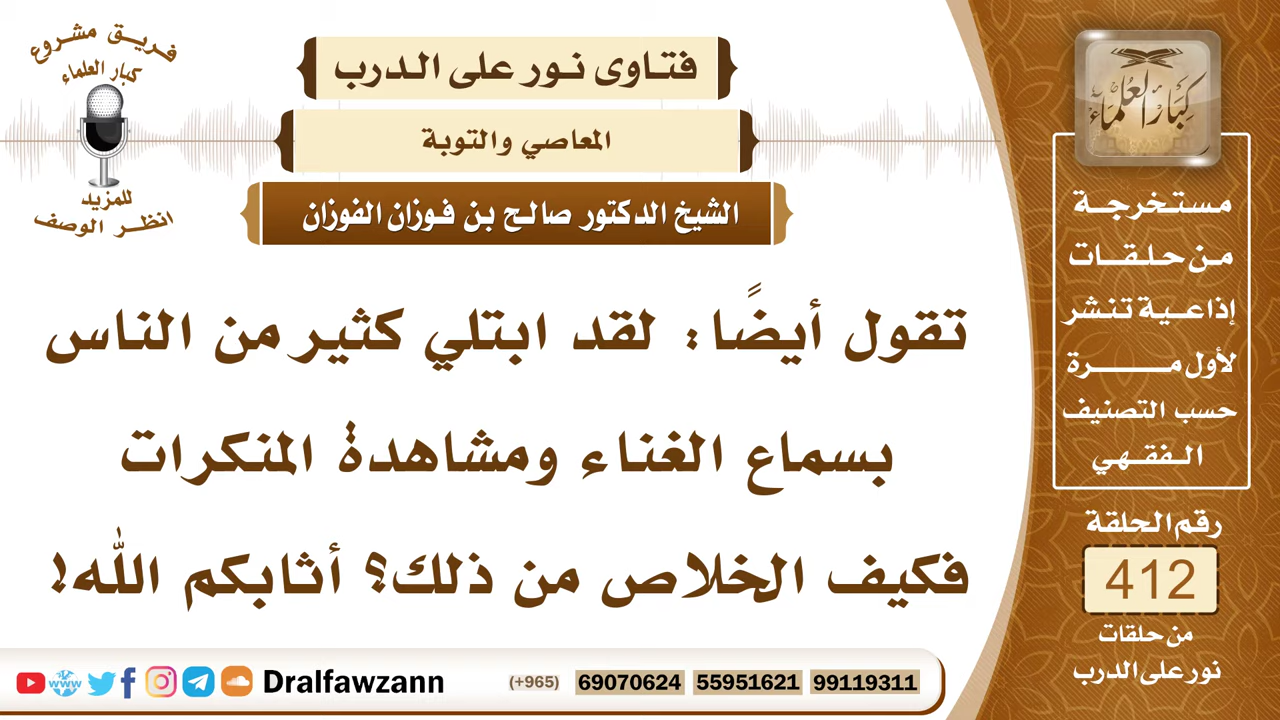 فريق مشروع
كبار العلماء
للمزيد
انظر الوصف
فتاوى نور على الدرب
المعاصي والتوبة
الشيخ الدكتور صالح بن فوزان الفوزان
تقول أيضًا: لقد ابتلي كثير من الناس
بسماع الغناء ومشاهدة المنكرات
فكيف الخلاص من ذلك؟ أثابكم الله!
كبار العلماء
مستخرجة
من حلقات
إذاعية تنشر
لأول مرة
حسب التصنيف
الفقهي
رقم الحلقة
412
من حلقات
نور على الدرب
www Dralfawzann (+965) 69070624 55951621 99119311